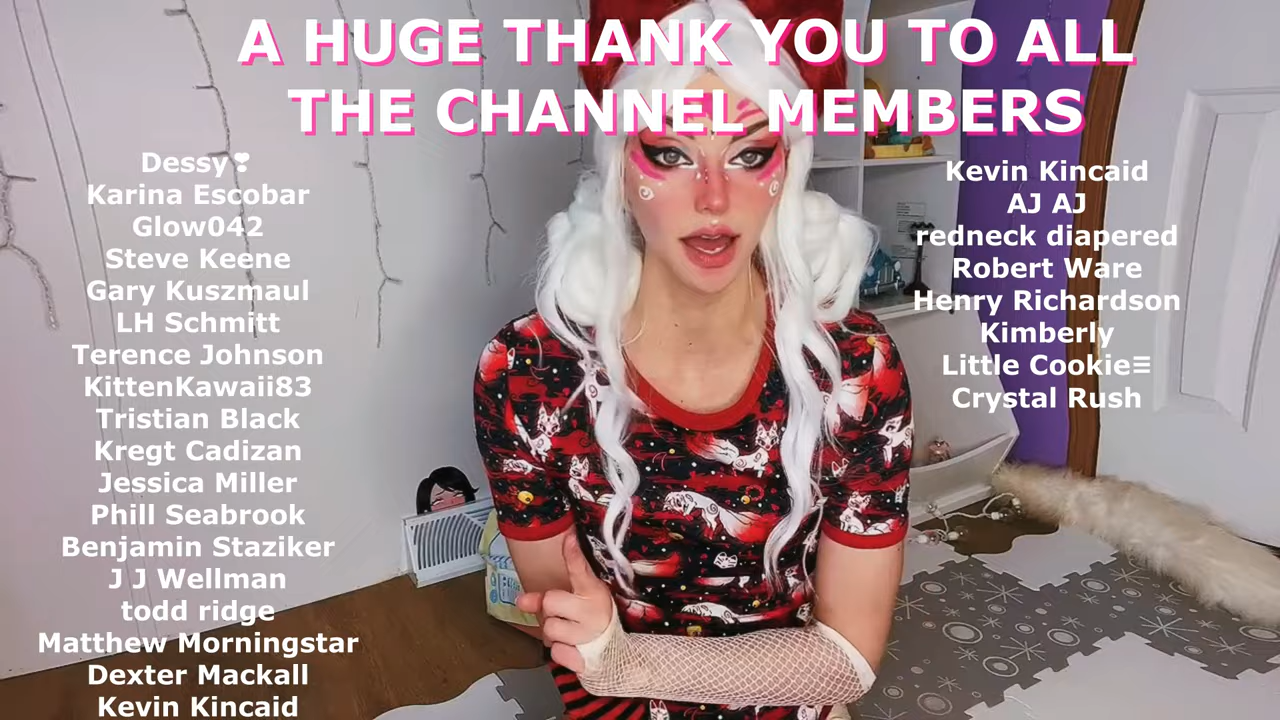 A HUGE THANK YOU TO ALL
THE CHANNEL MEMBERS
Dessy❣
Karina Escobar
Glow042
Steve Keene
Gary Kuszmaul
LH Schmitt
Terence Johnson
KittenKawaii83
Tristian Black
Kregt Cadizan
Jessica Miller
Phill Seabrook
Benjamin Staziker
J J Wellman
todd ridge
Matthew Morningstar
Dexter Mackall
Kevin Kincaid
Kevin Kincaid
AJ AJ
redneck diapered
Robert Ware
Henry Richardson
Kimberly
Little Cookie≡
Crystal Rush